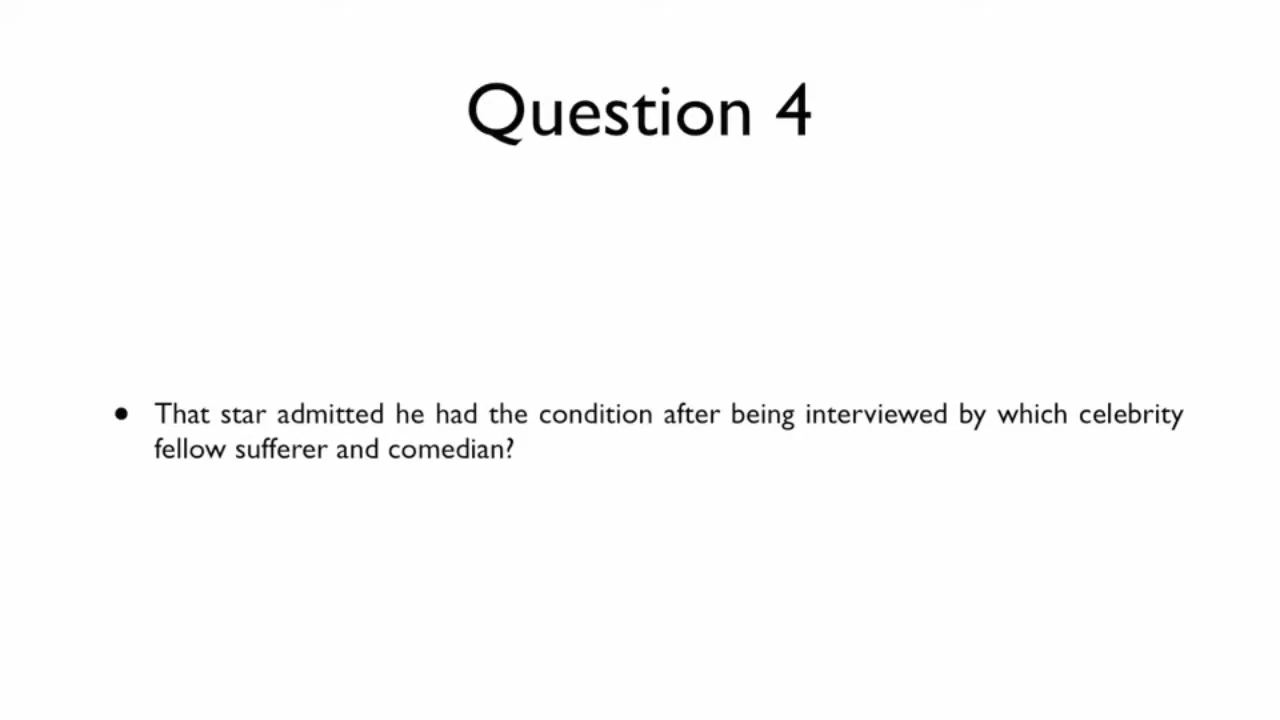 Question 4
● That star admitted he had the condition after being interviewed by which celebrity
fellow sufferer and comedian?